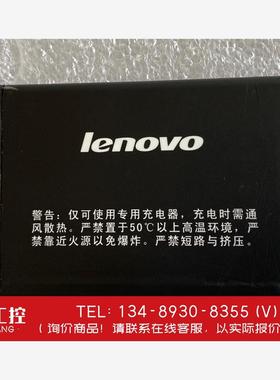 lenovo
警告：仅可使用专用充电器，充电时需通
风散热。严禁置于50℃以上高温环境，严
禁靠近火源以免爆炸。严禁短路与挤压。
工控
ANG
TEL: 134-8930-8355 (V)
(询价商品! 请联系在线客服，以实际报价